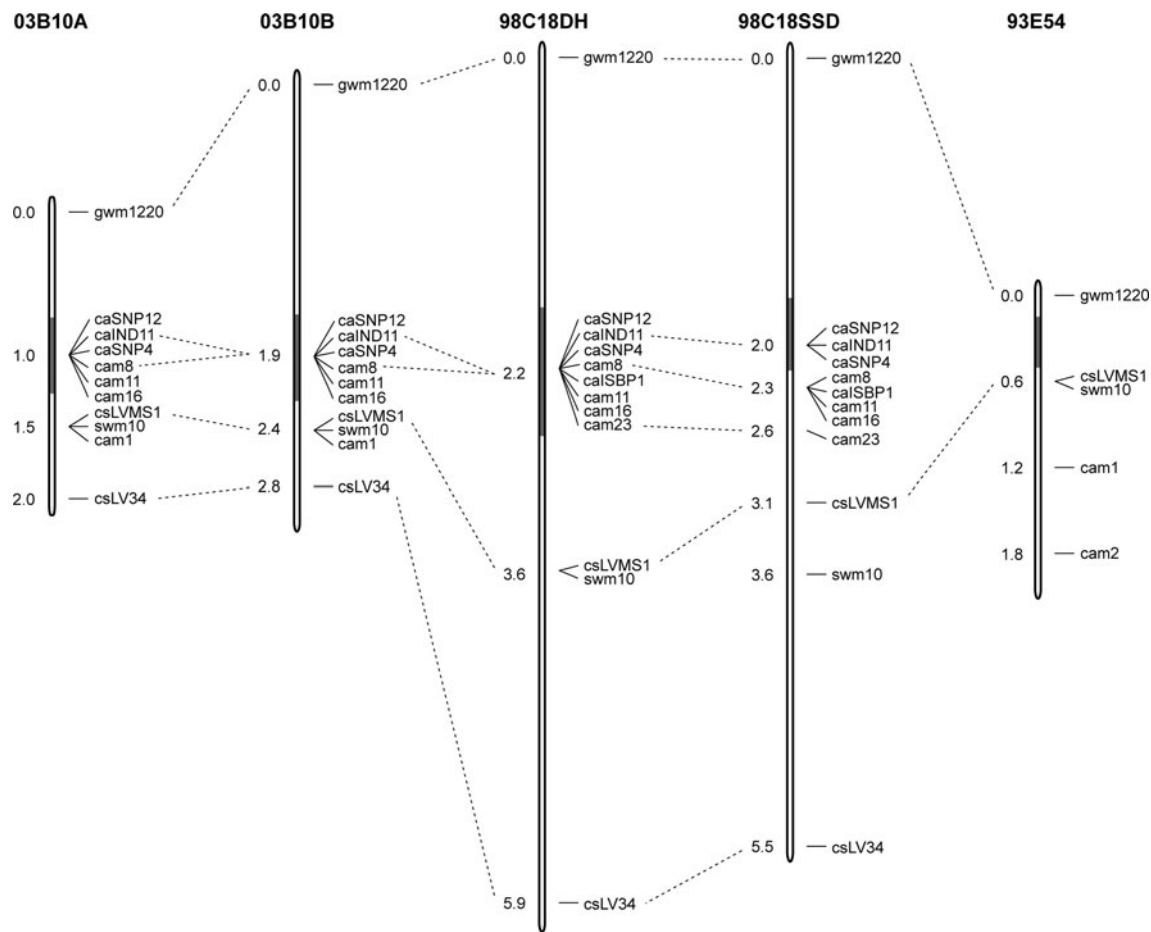 03B10A
03B10B
98C18DH
98C18SSD
93E54
0.0 gwm1220
caSNP12
caIND11
caSNP4
1.0 cam8
cam11
cam16
csLVMS1
1.5 swm10
cam1
2.0 csLV34
0.0 gwm1220
caSNP12
caIND11
caSNP4
1.9 cam8
cam11
cam16
csLVMS1
2.4 swm10
cam1
2.8 csLV34
0.0 gwm1220
caSNP12
caIND11
caSNP4
2.2 cam8
caISBP1
cam11
cam16
cam23
csLVMS1
3.6 swm10
5.9 csLV34
0.0 gwm1220
caSNP12
2.0 caIND11
caSNP4
cam8
2.3 caISBP1
cam11
cam16
2.6 cam23
3.1 csLVMS1
3.6 swm10
5.5 csLV34
0.0 gwm1220
csLVMS1
0.6 swm10
1.2 cam1
1.8 cam2